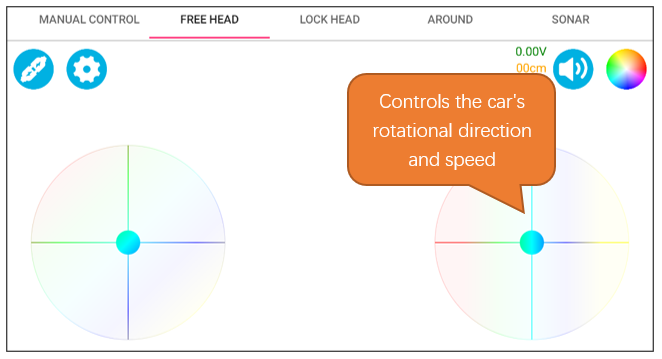 MANUAL CONTROL FREE HEAD LOCK HEAD AROUND SONAR
0.00V
00cm
Controls the car's
rotational direction
and speed